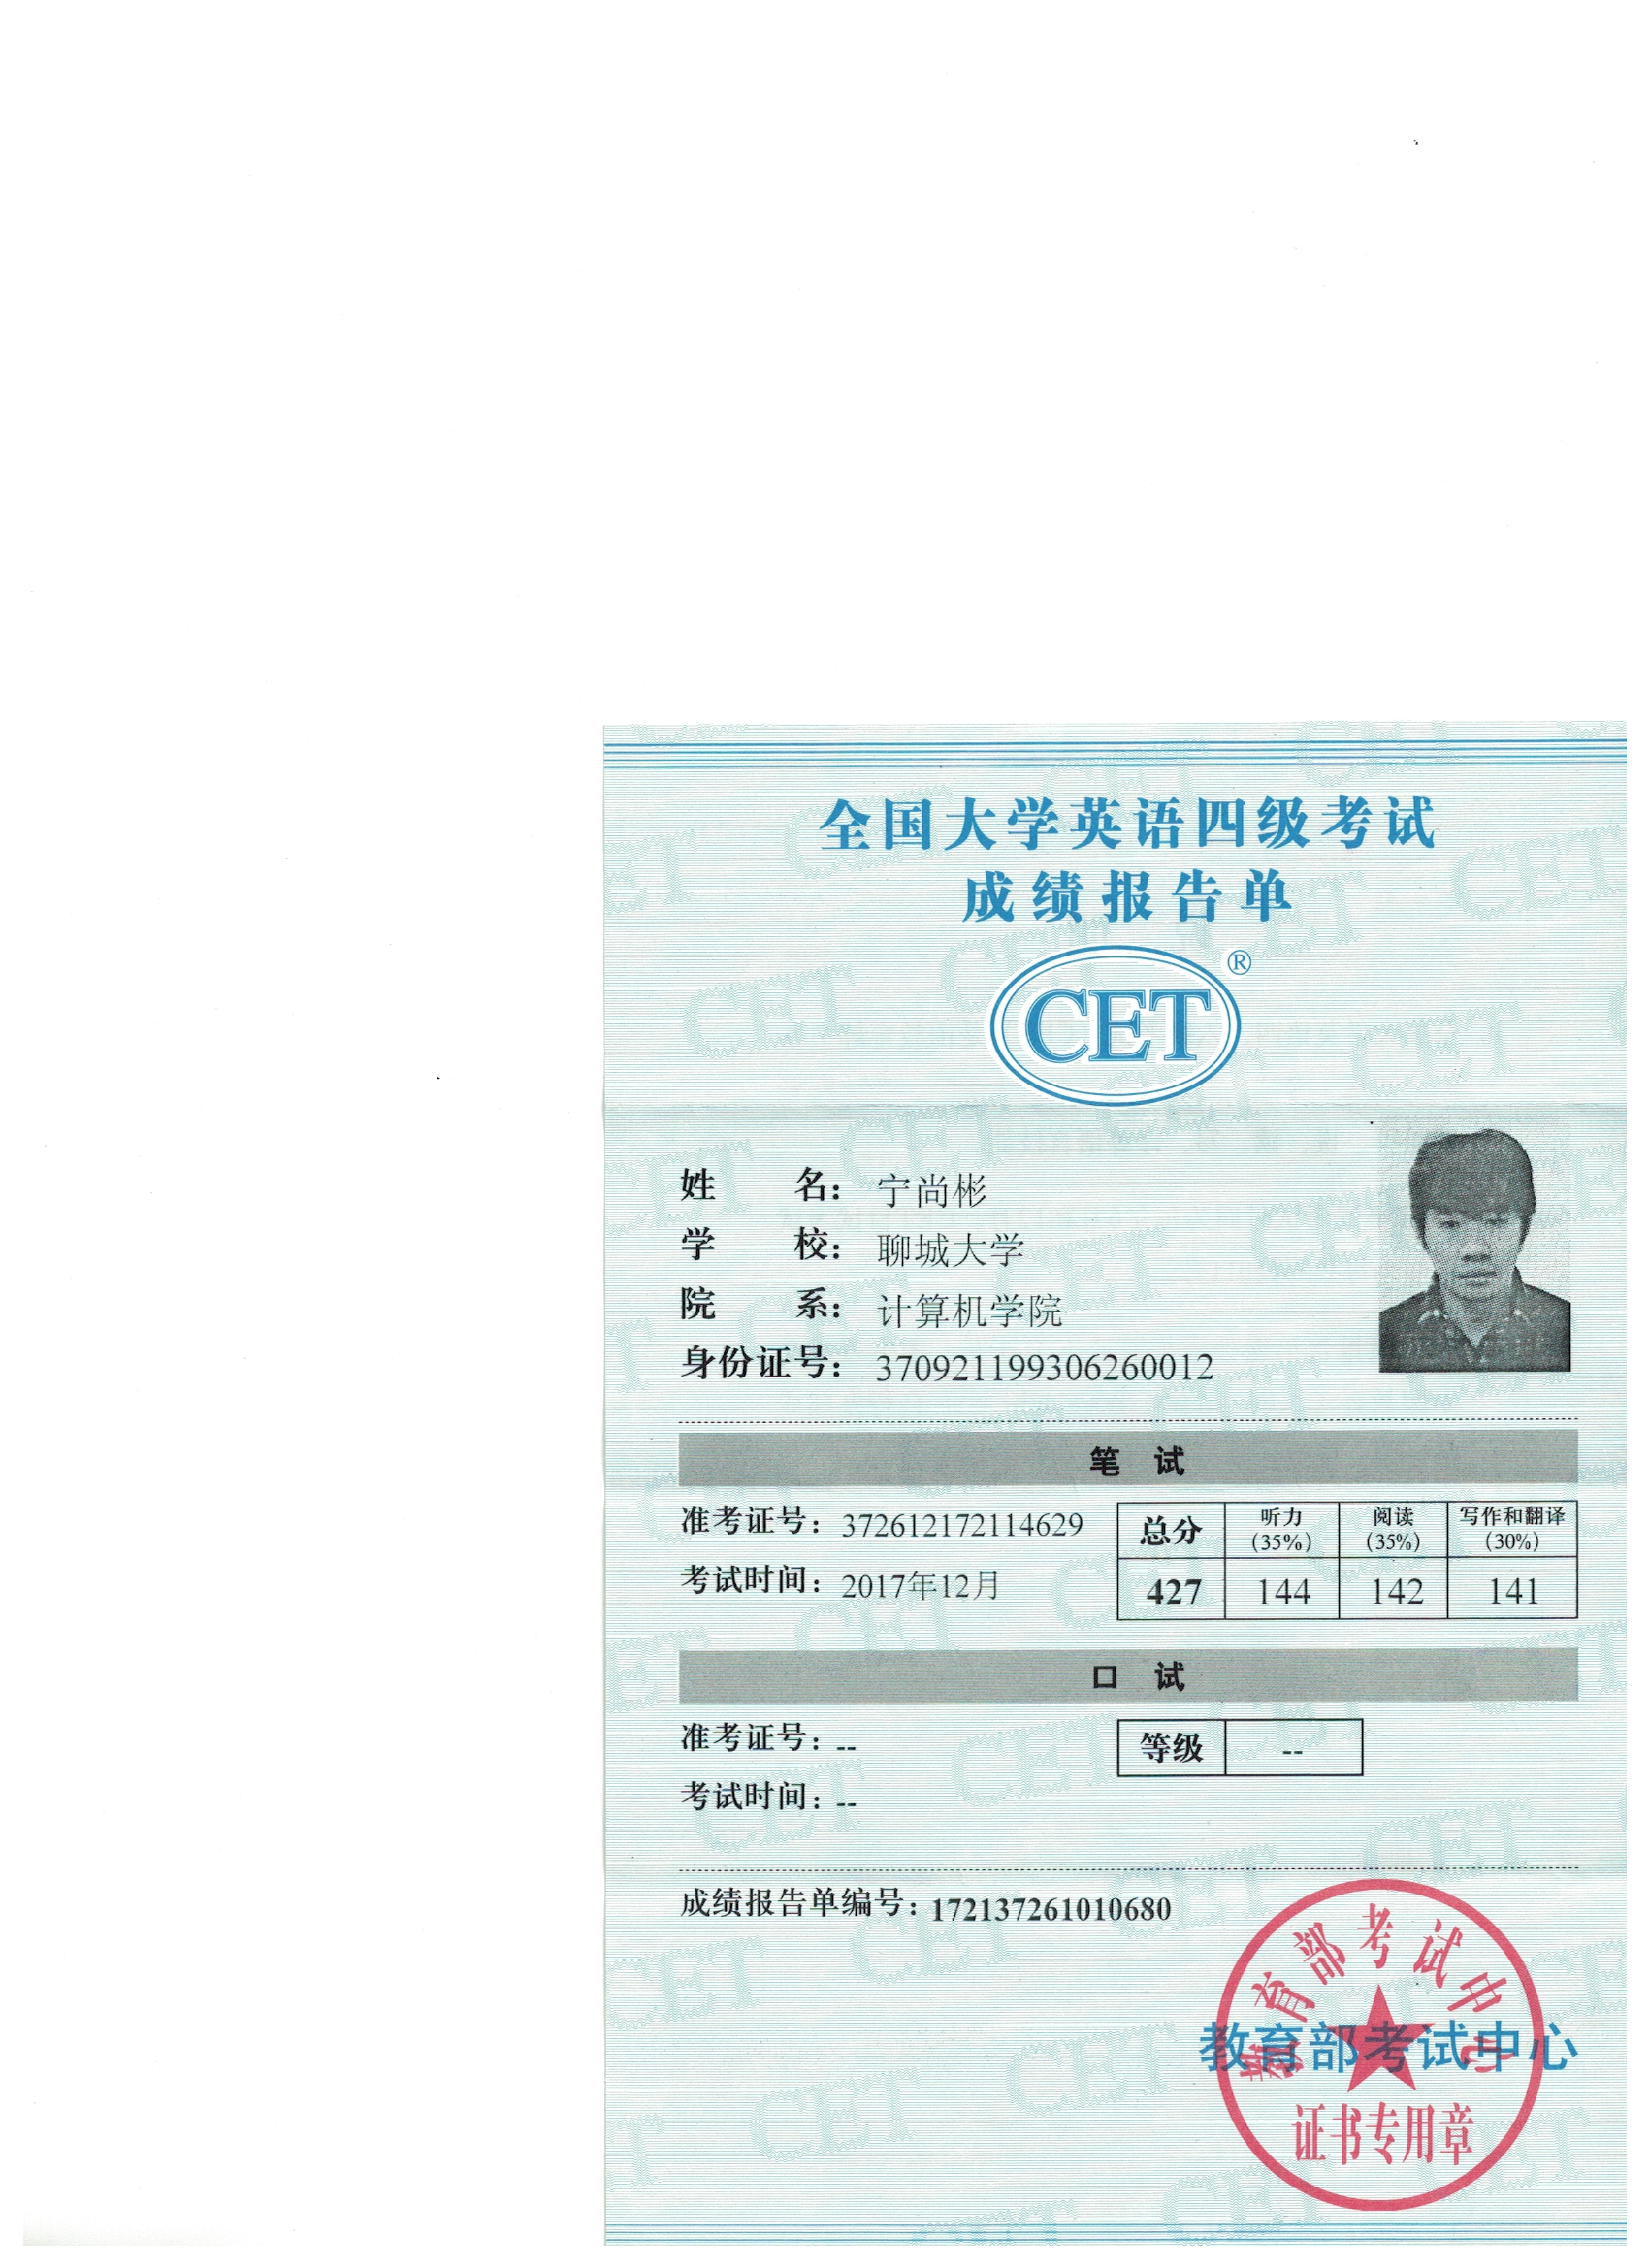 全国大学英语四级考试
成绩报告单
CET®
姓 名： 宁尚彬
学 校： 聊城大学
院 系： 计算机学院
身份证号： 370921199306260012
笔 试
准考证号：372612172114629
考试时间：2017年12月
总分 听力(35%) 阅读(35%) 写作和翻译(30%)
427 144 142 141
口 试
准考证号：--
考试时间：--
等级 --
成绩报告单编号：172137261010680
教育部考试中心
教育部考试中心
证书专用章